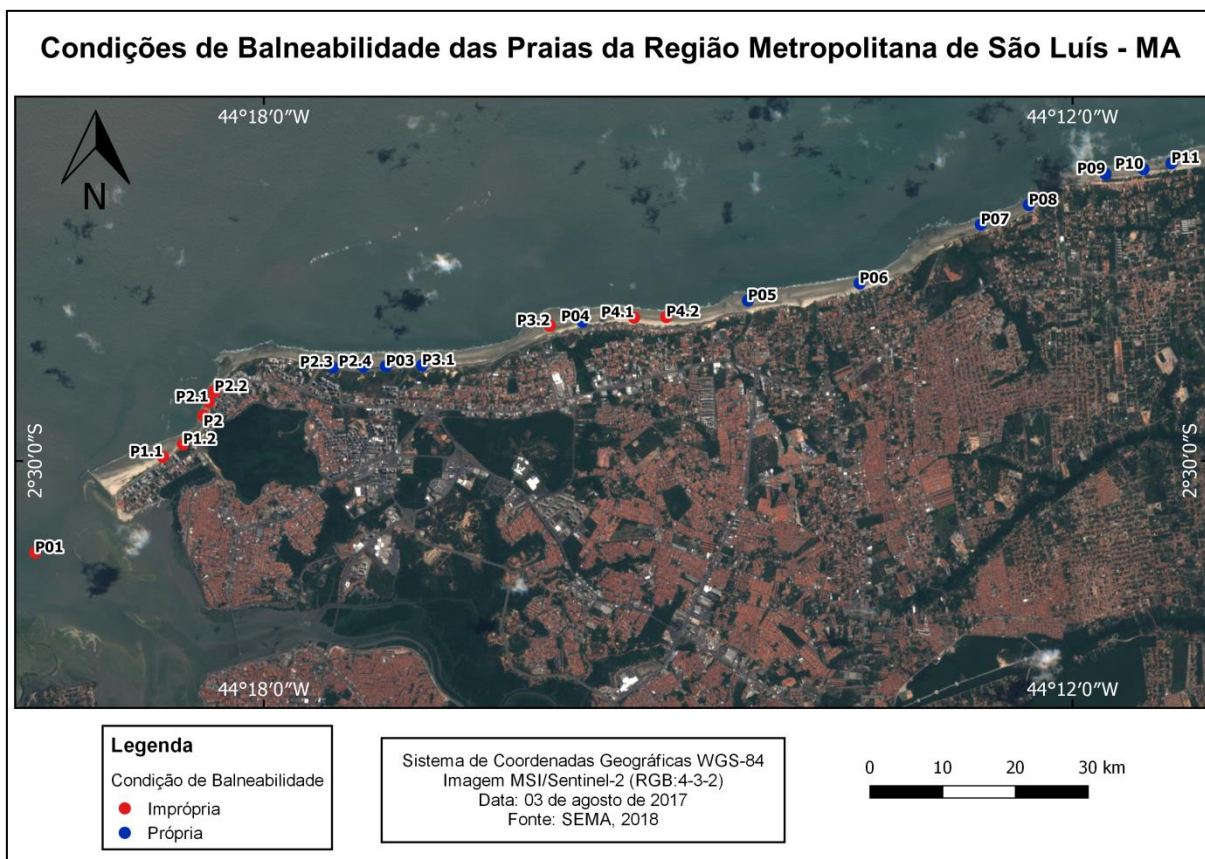 Condições de Balneabilidade das Praias da Região Metropolitana de São Luís - MA
44°18'0"W
44°12'0"W
P11
P10
P09
P08
P07
P06
P05
P4.2
P4.1
P04
P3.2
P3.1
P03
P2.4
P2.3
P2.2
P2.1
P2
P1.2
P1.1
P01
N
2°30'0"S
2°30'0"S
44°18'0"W
44°12'0"W
Legenda
Condição de Balneabilidade
Imprópria
Própria
Sistema de Coordenadas Geográficas WGS-84
Imagem MSI/Sentinel-2 (RGB:4-3-2)
Data: 03 de agosto de 2017
Fonte: SEMA, 2018
0 10 20 30 km